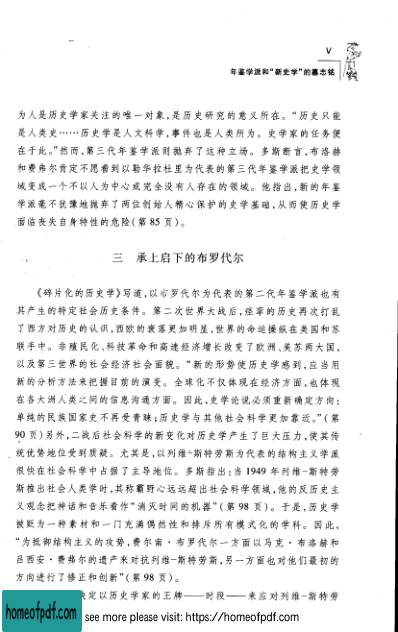 V
年鉴学派和“新史学”的墓志铭
为人是历史学家关注的唯一对象,是历史研究的意义所在。“历史只能
是人类史……历史学是人文科学,事件也是人类所为。史学家的任务便
在于此。”然而,第三代年鉴学派则抛弃了这种立场。多斯断言,布洛赫
和费弗尔肯定不愿看到以勒华拉杜里为代表的第三代年鉴学派把史学领
域变成一个不以人为中心或完全没有人存在的领域。他指出,新的年鉴
学派毫不犹豫地抛弃了两位创始人精心保护的史学基础,从而使历史学
面临丧失自身特性的危险(第 85 页)。
三 承上启下的布罗代尔
《碎片化的历史学》写道,以布罗代尔为代表的第二代年鉴学派也有
其产生的特定社会历史条件。第二次世界大战后,痉挛的历史再次打乱
了西方对历史的认识,西欧的衰落更加明显,世界的命运操纵在美国和苏
联手中。非殖民化、科技革命和高速经济增长改变了欧洲、美苏两大国,
以及第三世界的社会经济社会面貌。“新的形势使历史学感到,应当用
新的分析方法来把握目前的演变。全球化不仅体现在经济方面,也体现
在各大洲人类之间的信息沟通方面。因此,史学论说必须重新确定方向;
单纯的民族国家史不再受青睐;历史学与其他社会科学更加靠近。”(第
90 页)另外,二战后社会科学的新变化对历史学产生了巨大压力,使其传
统优势地位受到质疑。尤其是,以列维-斯特劳斯为代表的结构主义学派
很快在社会科学中占据了主导地位。多斯指出:当 1949 年列维-斯特劳
斯推出社会人类学时,其称霸野心远远超出社会科学领域,他的反历史主
义观念把神话和音乐看作“消灭时间的机器”(第 98 页)。于是,历史学
被贬为一种素材和一门充满偶然性和排斥所有模式化的学科。因此,
“为抵御结构主义的攻势,费尔南·布罗代尔一方面以马克·布洛赫和
吕西安·费弗尔的遗产来对抗列维-斯特劳斯,另一方面也对他们最初的
方向进行了修正和创新”(第 98 页)。
决定以历史学家的王牌——时段——来应对列维-斯特劳
homeofpdf.com
see more please visit: https://homeofpdf.com